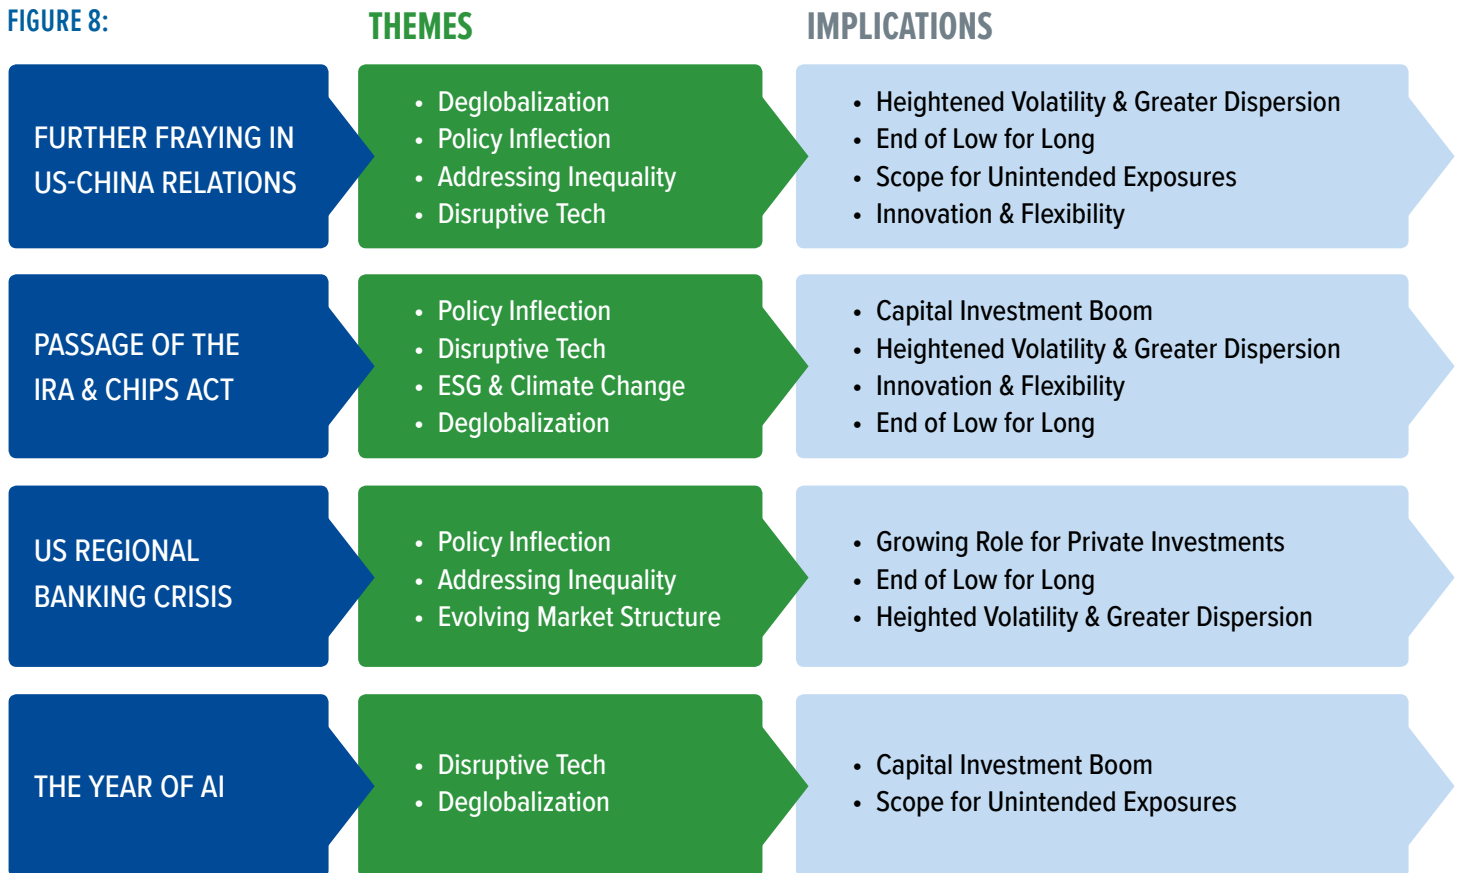 FIGURE 8:
THEMES
IMPLICATIONS
FURTHER FRAYING IN
US-CHINA RELATIONS
• Deglobalization
• Policy Inflection
• Addressing Inequality
• Disruptive Tech
• Heightened Volatility & Greater Dispersion
• End of Low for Long
• Scope for Unintended Exposures
• Innovation & Flexibility
PASSAGE OF THE
IRA & CHIPS ACT
• Policy Inflection
• Disruptive Tech
• ESG & Climate Change
• Deglobalization
• Capital Investment Boom
• Heightened Volatility & Greater Dispersion
• Innovation & Flexibility
• End of Low for Long
US REGIONAL
BANKING CRISIS
• Policy Inflection
• Addressing Inequality
• Evolving Market Structure
• Growing Role for Private Investments
• End of Low for Long
• Heighted Volatility & Greater Dispersion
THE YEAR OF AI
• Disruptive Tech
• Deglobalization
• Capital Investment Boom
• Scope for Unintended Exposures